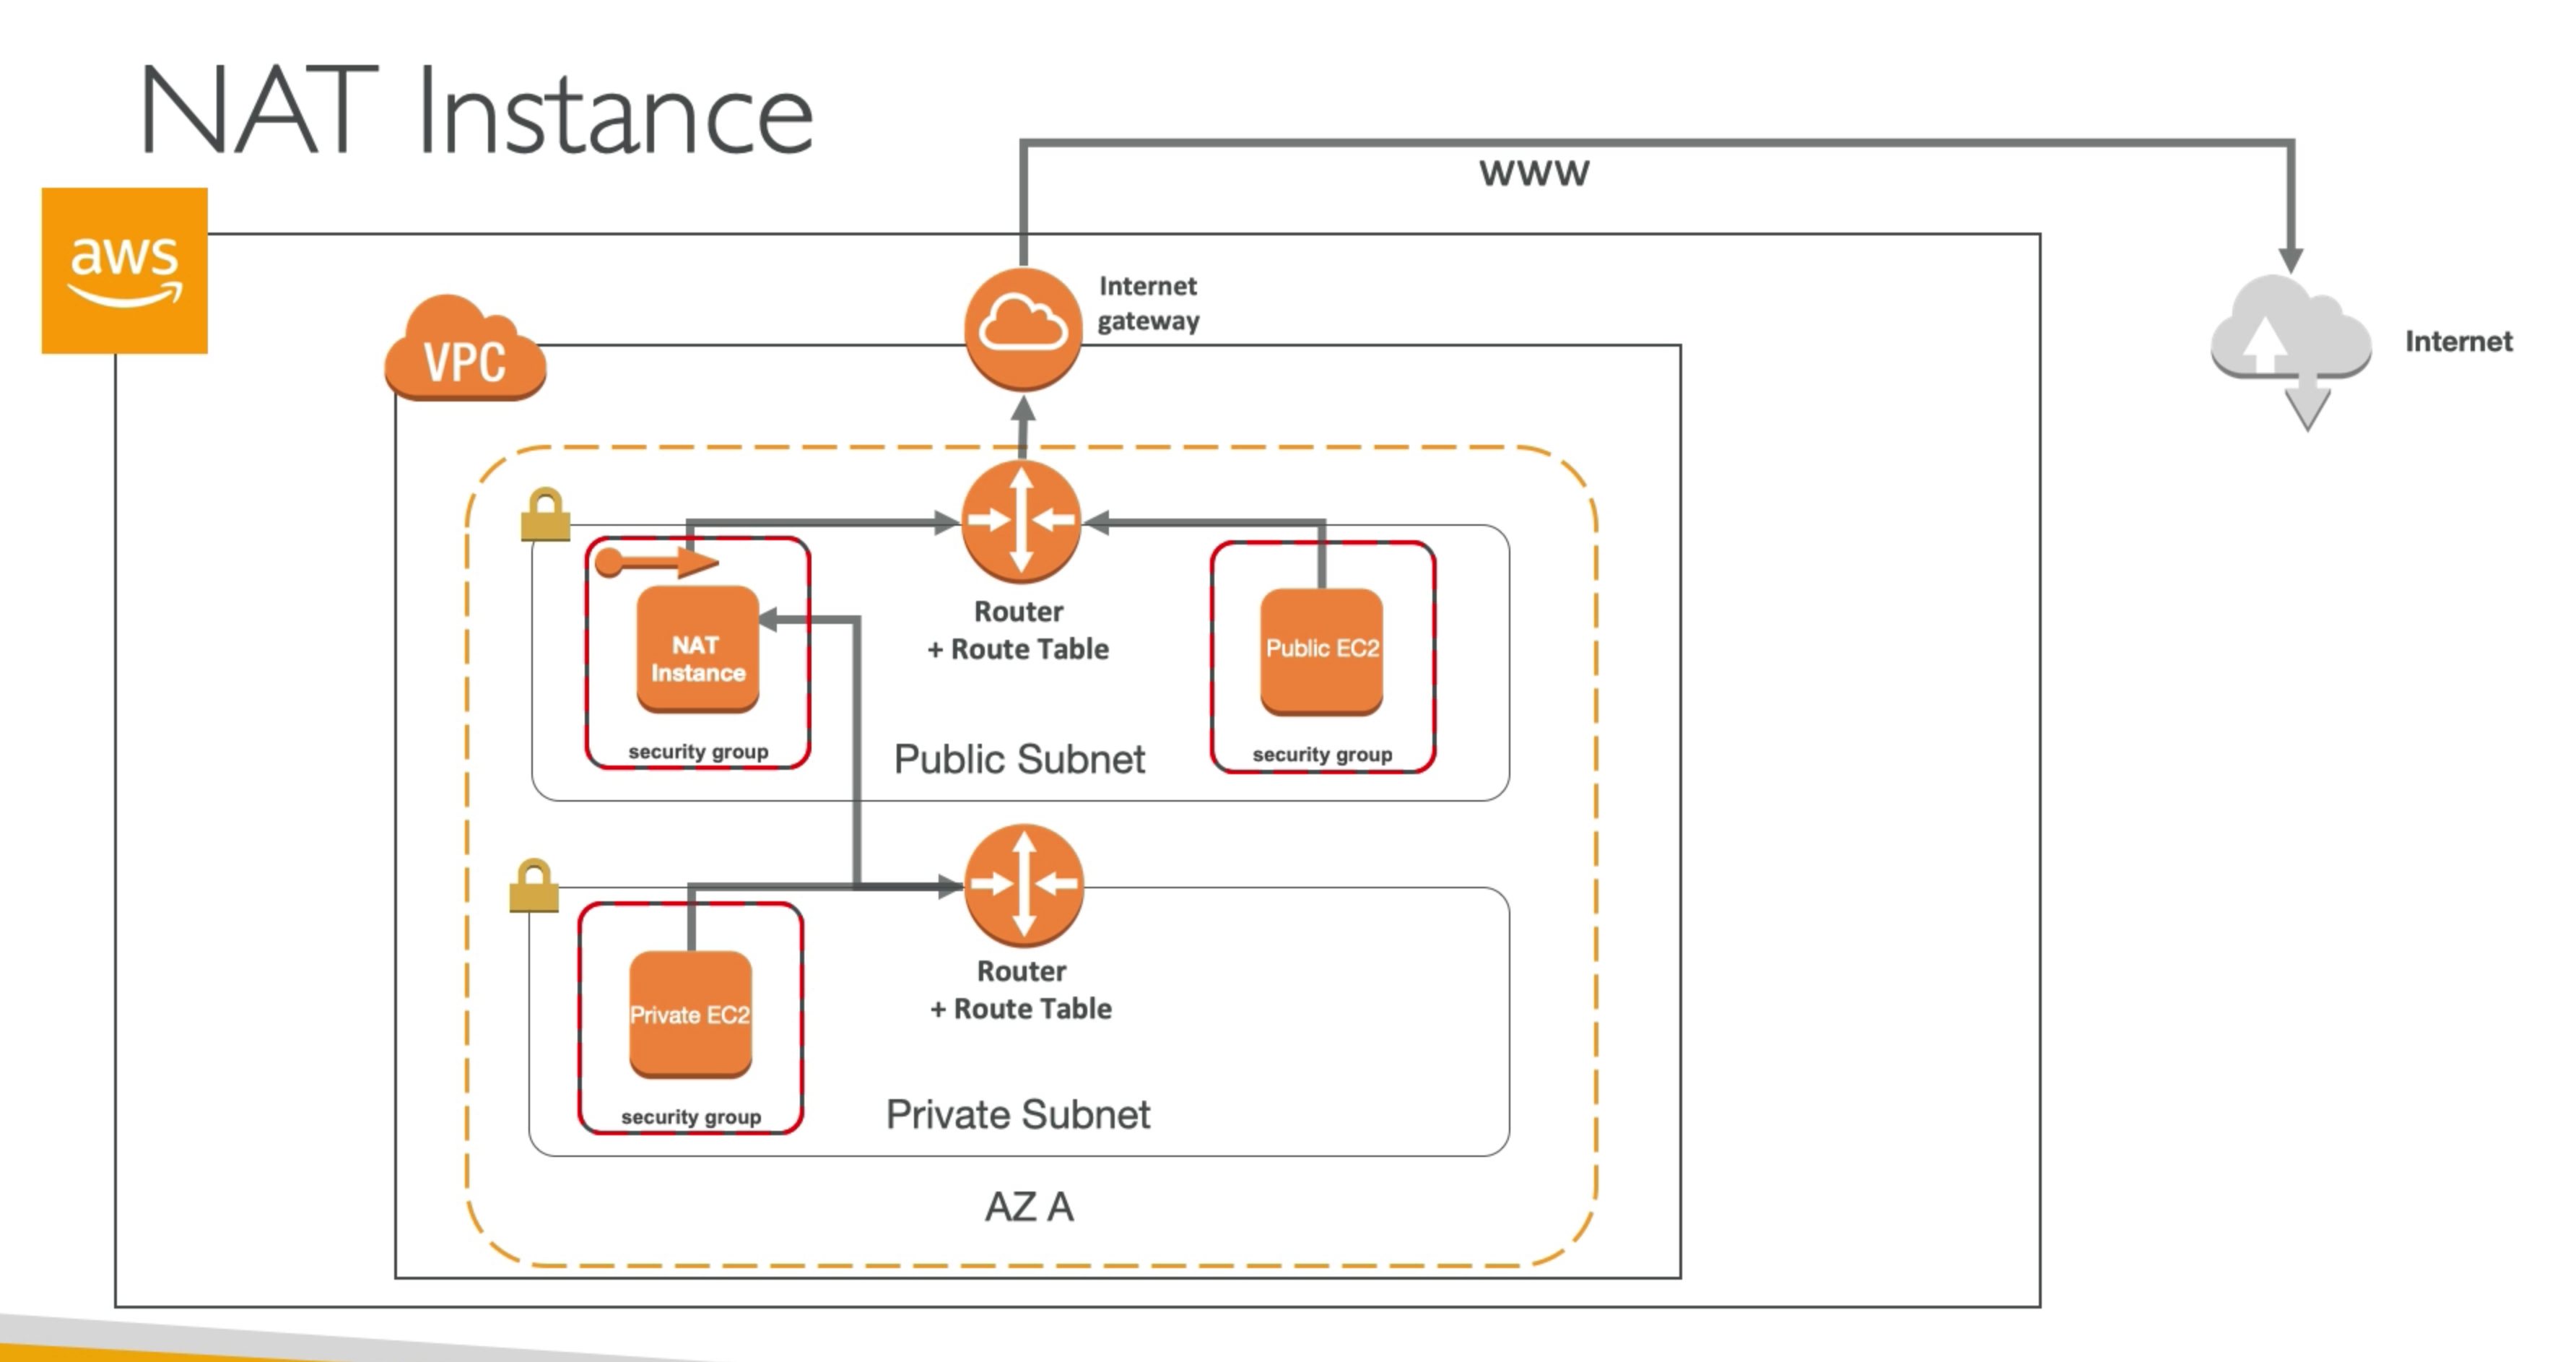 NAT Instance
aws
WWW
Internet
gateway
VPC
Internet
NAT
Instance
security group
Router
+ Route Table
Public EC2
security group
Public Subnet
Private EC2
security group
Router
+ Route Table
Private Subnet
AZ A